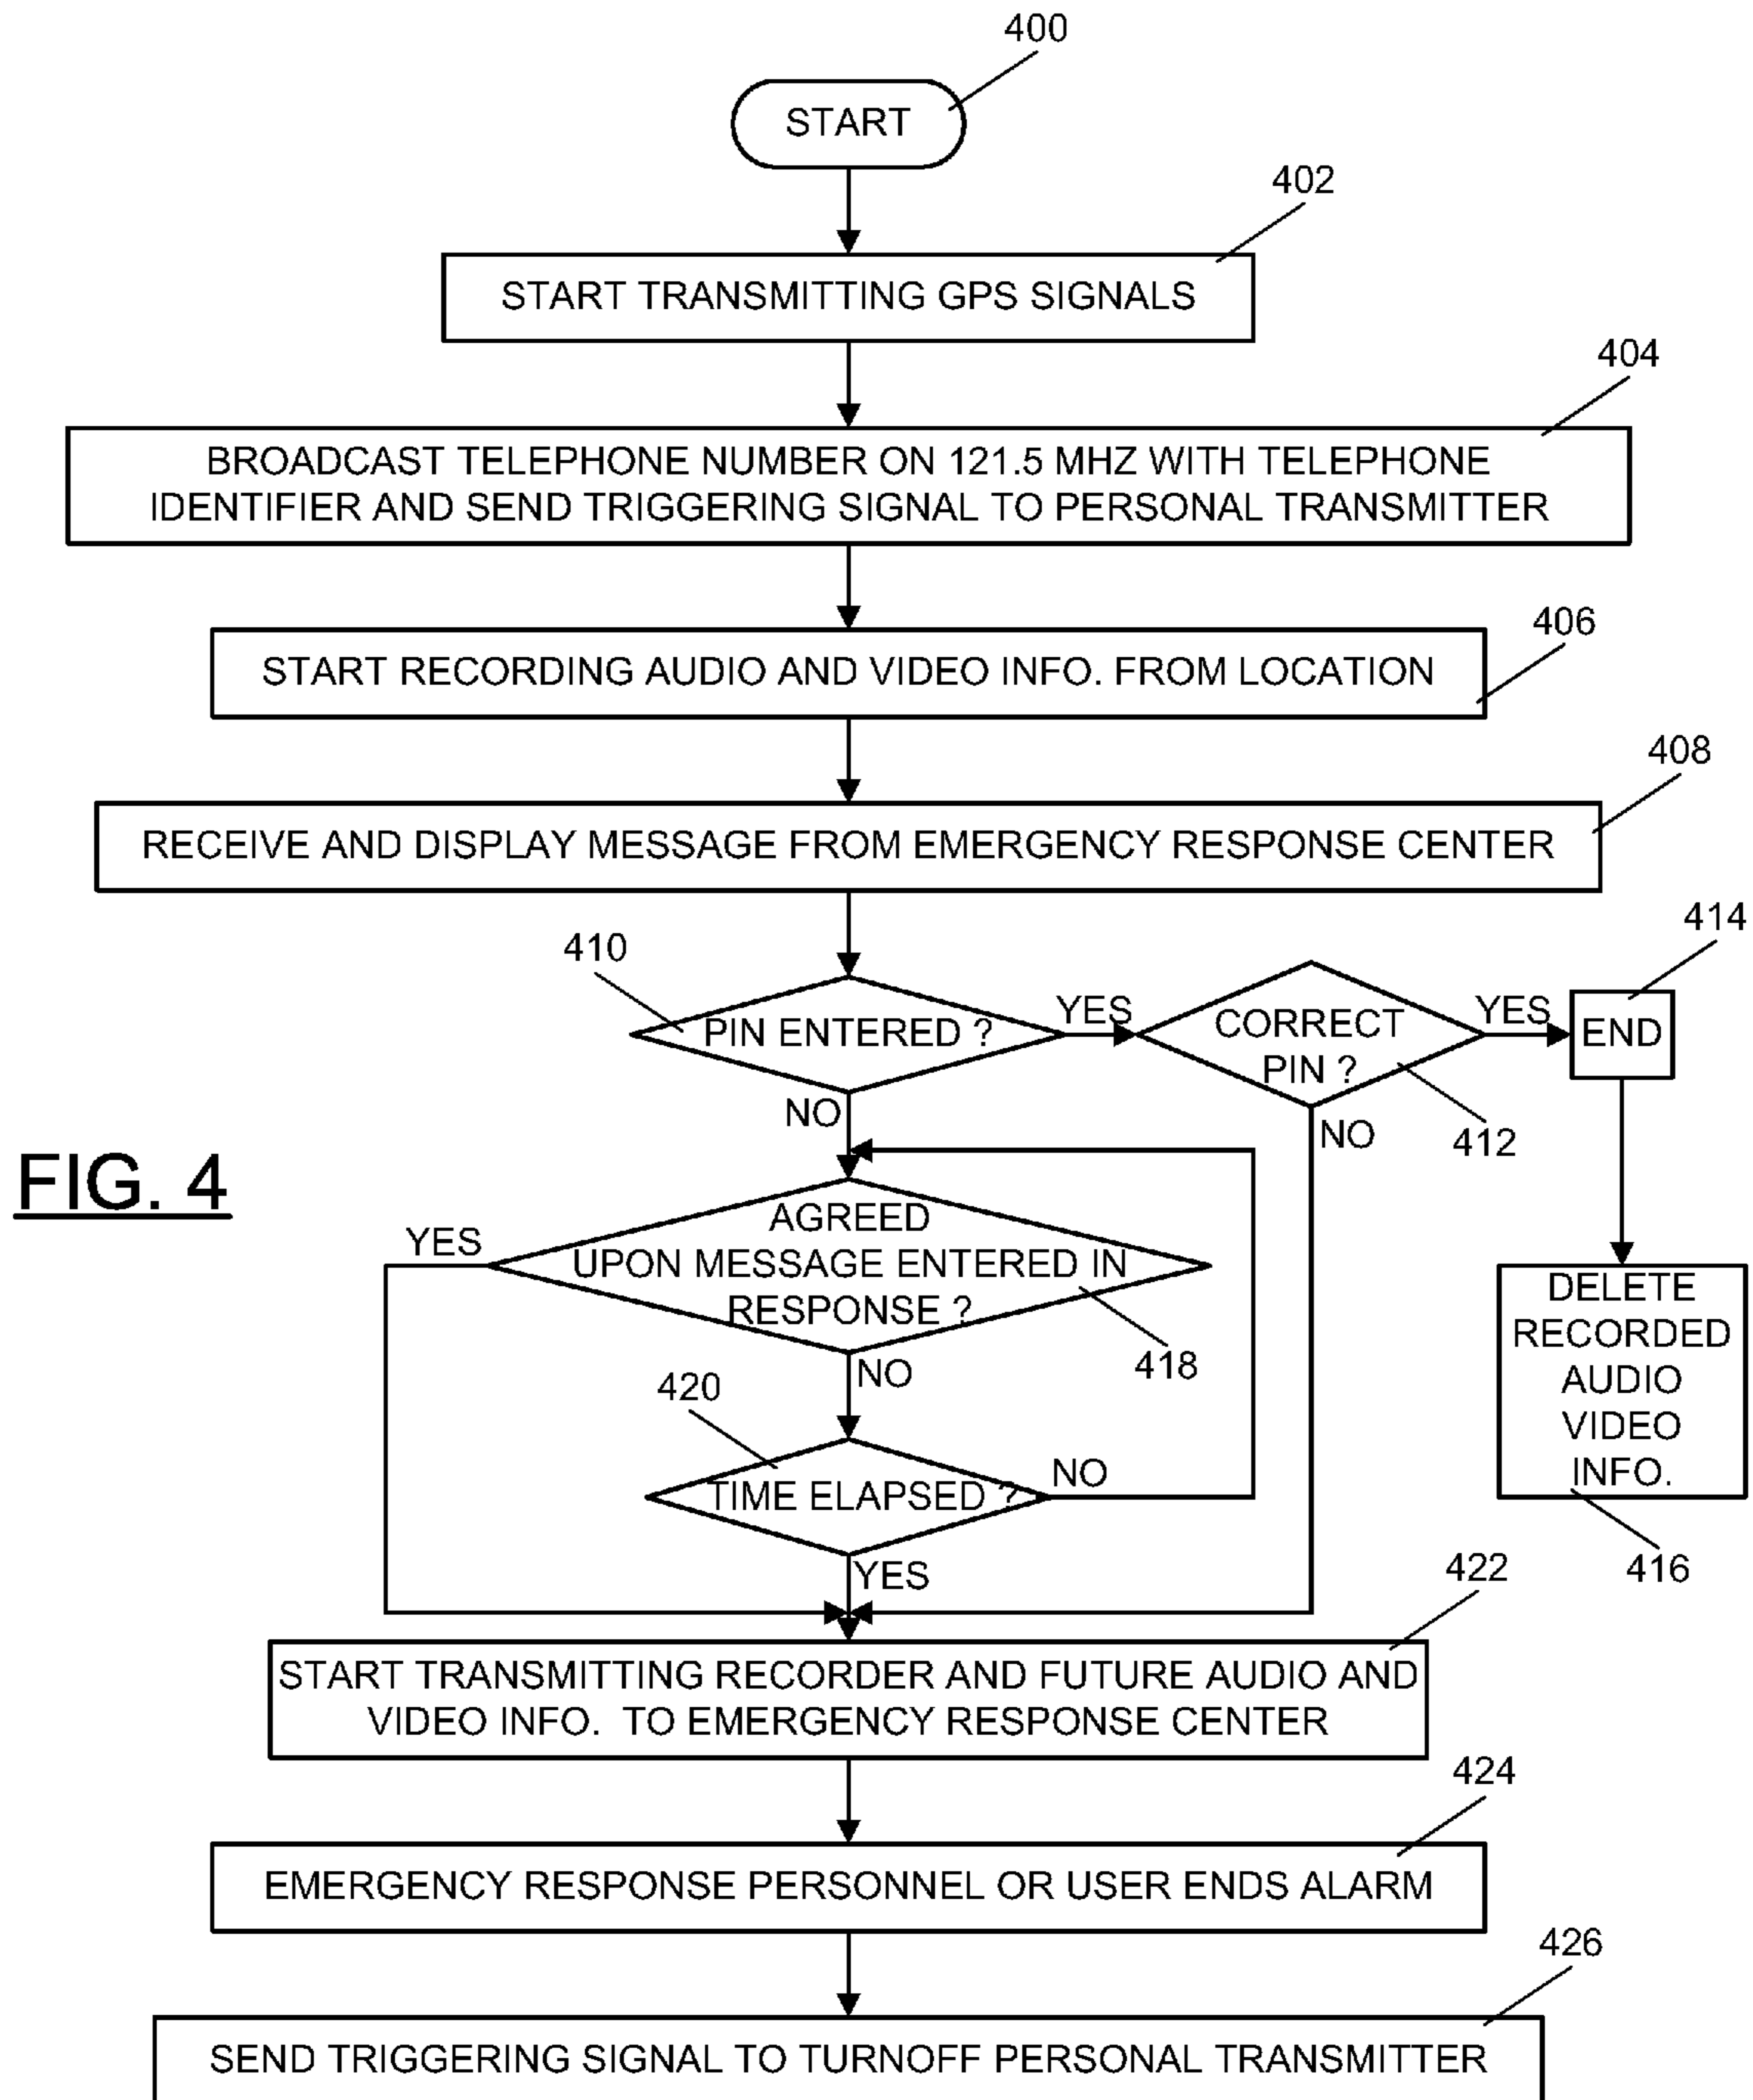 400
START
402
START TRANSMITTING GPS SIGNALS
404
BROADCAST TELEPHONE NUMBER ON 121.5 MHZ WITH TELEPHONE
IDENTIFIER AND SEND TRIGGERING SIGNAL TO PERSONAL TRANSMITTER
406
START RECORDING AUDIO AND VIDEO INFO. FROM LOCATION
408
RECEIVE AND DISPLAY MESSAGE FROM EMERGENCY RESPONSE CENTER
410
PIN ENTERED ?
YES
CORRECT
PIN ?
412
YES
414
END
NO
NO
FIG. 4
AGREED
UPON MESSAGE ENTERED IN
RESPONSE ?
YES
418
NO
420
TIME ELAPSED ?
NO
YES
DELETE
RECORDED
AUDIO
VIDEO
INFO.
416
422
START TRANSMITTING RECORDER AND FUTURE AUDIO AND
VIDEO INFO. TO EMERGENCY RESPONSE CENTER
424
EMERGENCY RESPONSE PERSONNEL OR USER ENDS ALARM
426
SEND TRIGGERING SIGNAL TO TURNOFF PERSONAL TRANSMITTER